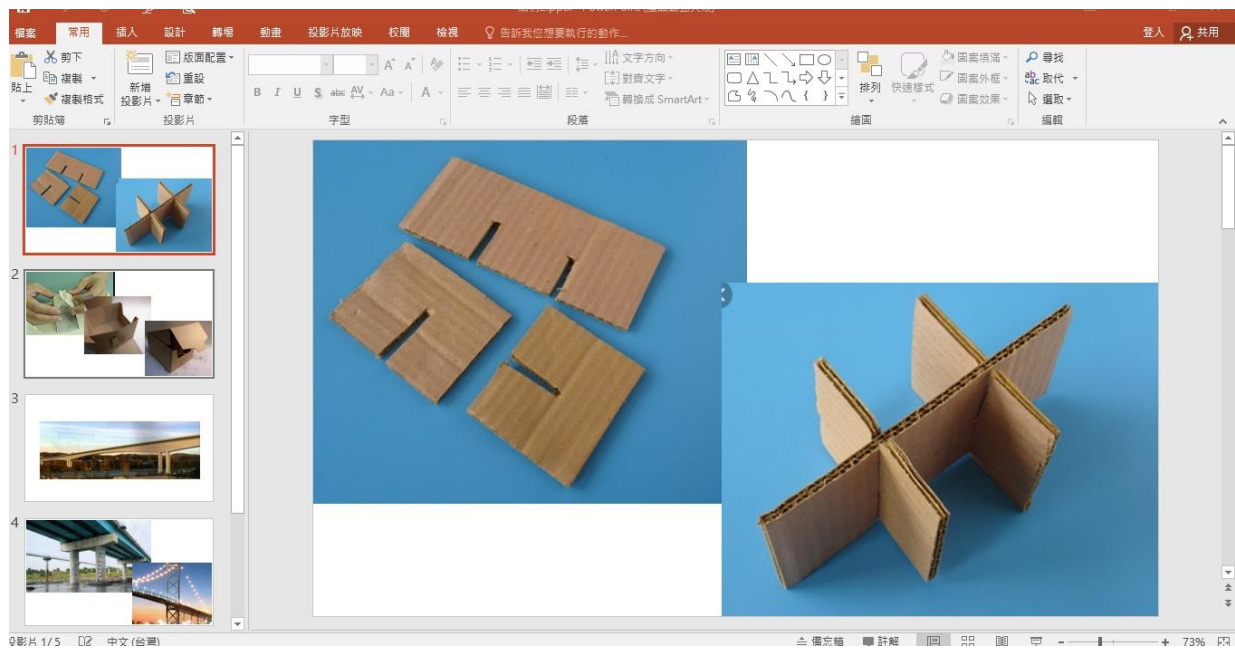 檔案 常用 插入 設計 轉場 動畫 投影片放映 校閱 檢視 告訴我您想要執行的動作... 登入 共用
剪下 版面配置 文字方向 圖案填滿 尋找
複製 重設 對齊文字 圖案外框 取代
貼上 複製格式 新增 投影片 章節 B I U S abc AV Aa A 轉換成 SmartArt 排列 快速樣式 圖案效果 選取
剪貼簿 投影片 字型 段落 繪圖 編輯
1
2
3
4
投影片 1/5 中文(台灣) 備忘稿 註解 73%